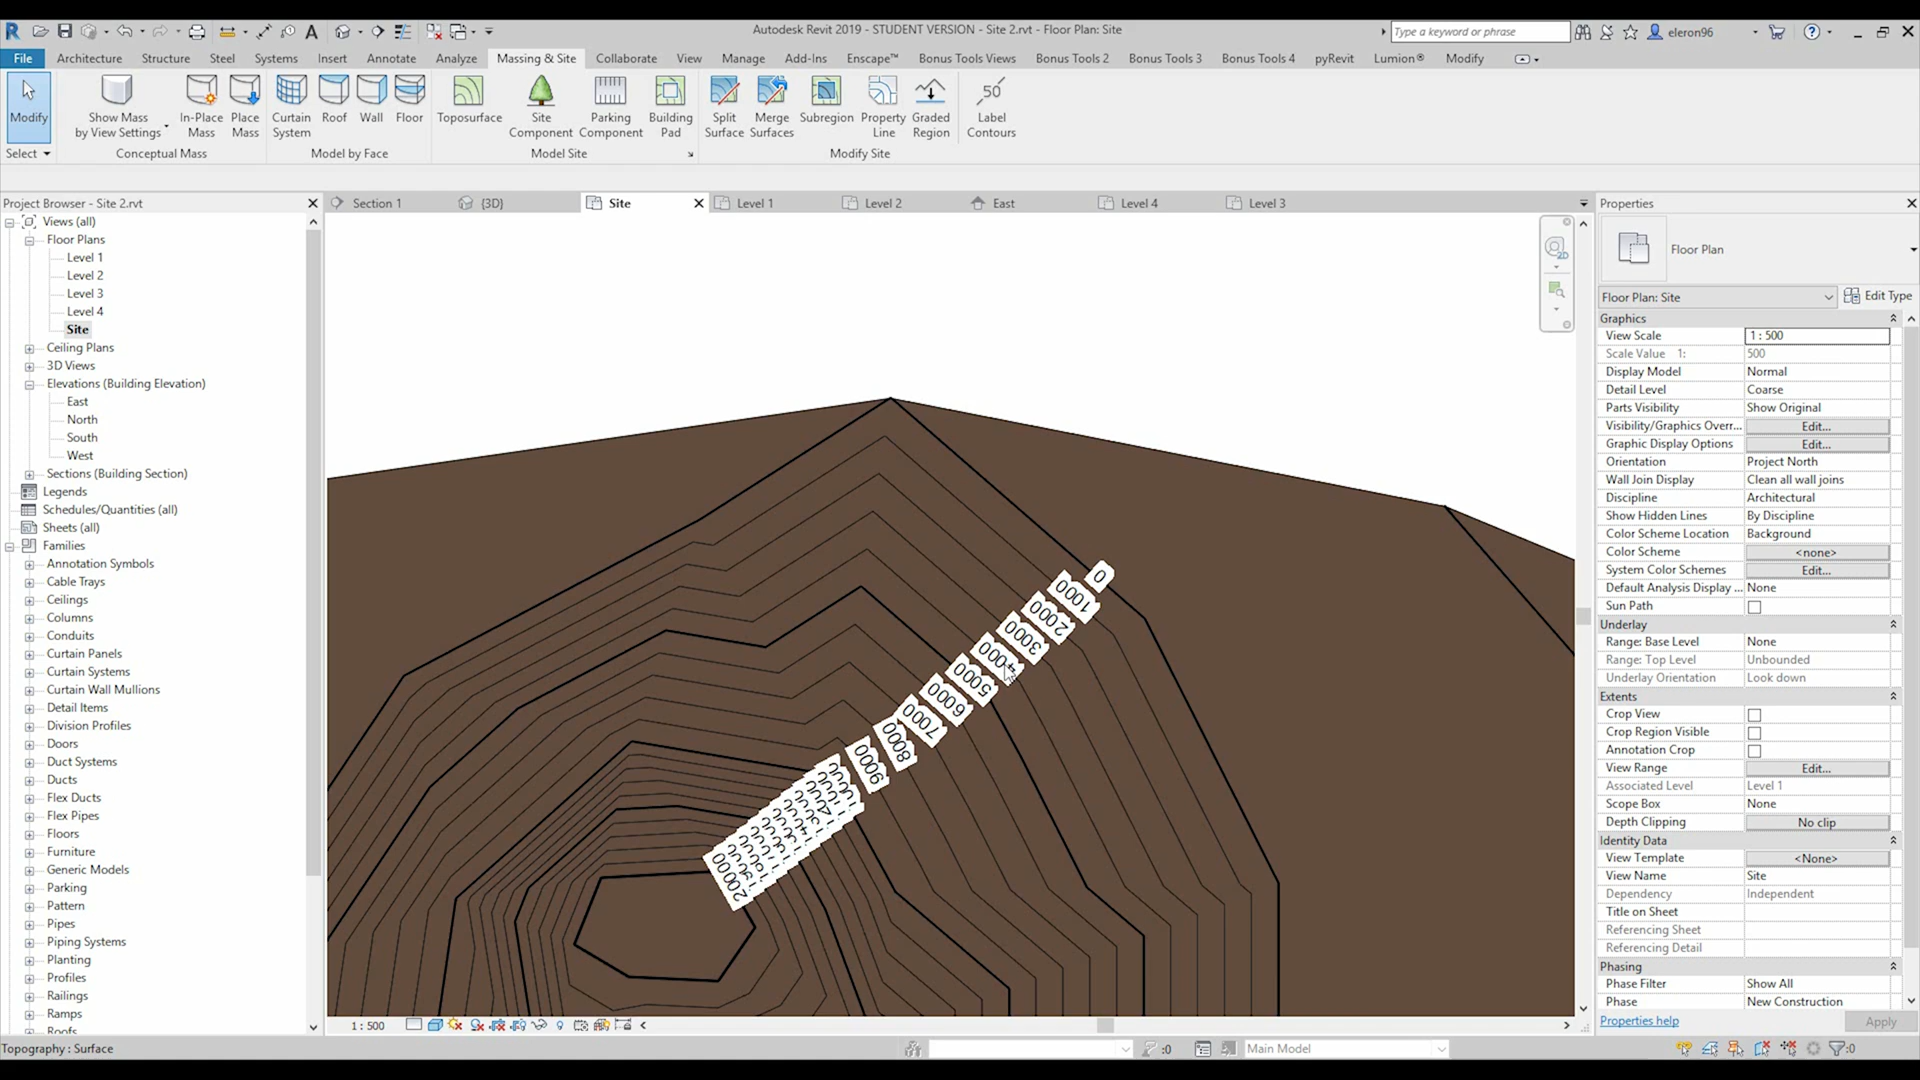 Autodesk Revit 2019 - STUDENT VERSION - Site 2.rvt - Floor Plan: Site
Type a keyword or phrase
eleron96
File Architecture Structure Steel Systems Insert Annotate Analyze Massing & Site Collaborate View Manage Add-Ins Enscape™ Bonus Tools Views Bonus Tools 2 Bonus Tools 3 Bonus Tools 4 pyRevit Lumion® Modify
Modify
Show Mass
by View Settings
In-Place
Mass
Place
Mass
Curtain
System
Roof
Wall
Floor
Toposurface
Site
Component
Parking
Component
Building
Pad
Split
Surface
Merge
Surfaces
Subregion
Property
Line
Graded
Region
50
Label
Contours
Select
Conceptual Mass
Model by Face
Model Site
Modify Site
Project Browser - Site 2.rvt
Views (all)
Floor Plans
Level 1
Level 2
Level 3
Level 4
Site
Ceiling Plans
3D Views
Elevations (Building Elevation)
East
North
South
West
Sections (Building Section)
Legends
Schedules/Quantities (all)
Sheets (all)
Families
Annotation Symbols
Cable Trays
Ceilings
Columns
Conduits
Curtain Panels
Curtain Systems
Curtain Wall Mullions
Detail Items
Division Profiles
Doors
Duct Systems
Ducts
Flex Ducts
Flex Pipes
Floors
Furniture
Generic Models
Parking
Pattern
Pipes
Piping Systems
Planting
Profiles
Railings
Ramps
Roofs
Section 1
{3D}
Site
Level 1
Level 2
East
Level 4
Level 3
2D
0
1000
2000
3000
4000
5000
6000
7000
8000
9000
20000
1 : 500
Properties
Floor Plan
Floor Plan: Site
Edit Type
Graphics
View Scale 1 : 500
Scale Value 1: 500
Display Model Normal
Detail Level Coarse
Parts Visibility Show Original
Visibility/Graphics Overr... Edit...
Graphic Display Options Edit...
Orientation Project North
Wall Join Display Clean all wall joins
Discipline Architectural
Show Hidden Lines By Discipline
Color Scheme Location Background
Color Scheme <none>
System Color Schemes Edit...
Default Analysis Display ... None
Sun Path
Underlay
Range: Base Level None
Range: Top Level Unbounded
Underlay Orientation Look down
Extents
Crop View
Crop Region Visible
Annotation Crop
View Range Edit...
Associated Level Level 1
Scope Box None
Depth Clipping No clip
Identity Data
View Template <None>
View Name Site
Dependency Independent
Title on Sheet
Referencing Sheet
Referencing Detail
Phasing
Phase Filter Show All
Phase New Construction
Properties help
Apply
Topography : Surface
:0
Main Model
:0